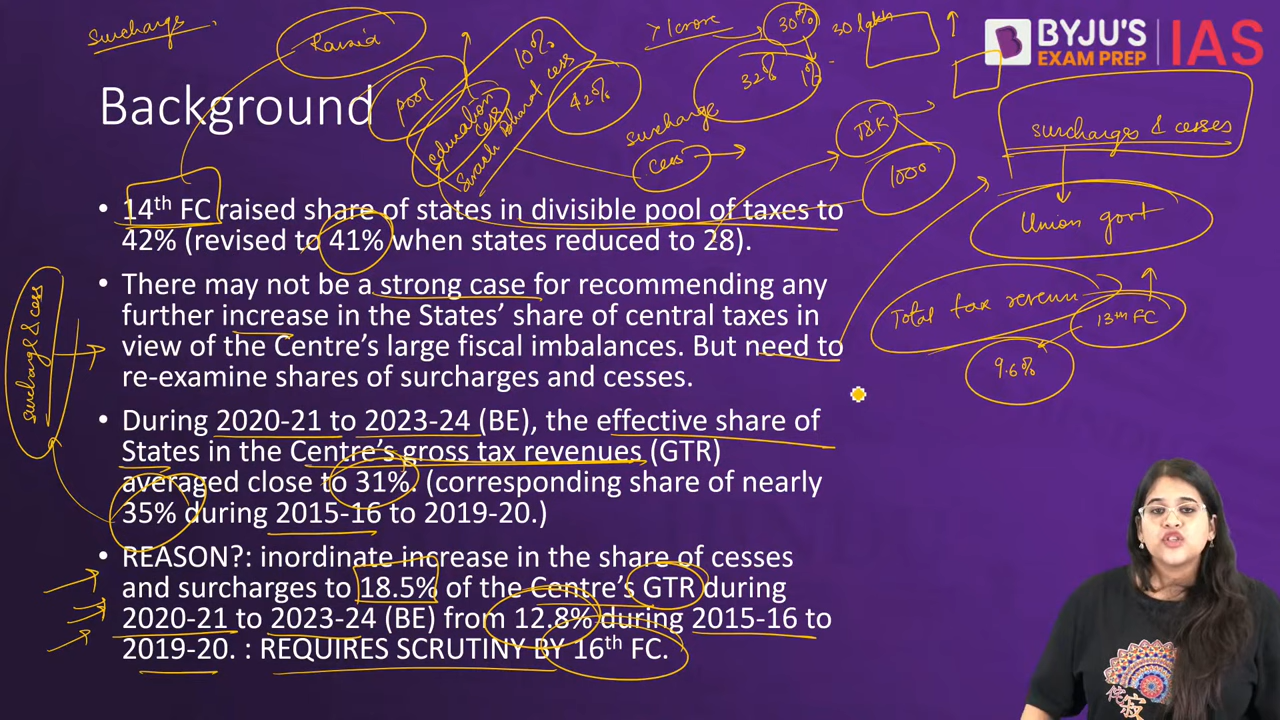 Surcharge
Raised
> 1 crore
30%
30 lakh
BYJU'S
EXAM PREP
IAS
10%
32%
1%
Background
pool
education
cess
Swach Bharat cess
42%
surcharge
cess
78K
1000
surcharges & cesses
Union govt
• 14th FC raised share of states in divisible pool of taxes to
42% (revised to 41% when states reduced to 28).
• There may not be a strong case for recommending any
further increase in the States’ share of central taxes in
view of the Centre’s large fiscal imbalances. But need to
re-examine shares of surcharges and cesses.
Total tax revenue
13th FC
9.6%
surcharge & cess
• During 2020-21 to 2023-24 (BE), the effective share of
States in the Centre’s gross tax revenues (GTR)
averaged close to 31%. (corresponding share of nearly
35% during 2015-16 to 2019-20.)
• REASON?: inordinate increase in the share of cesses
and surcharges to 18.5% of the Centre’s GTR during
2020-21 to 2023-24 (BE) from 12.8% during 2015-16 to
2019-20. : REQUIRES SCRUTINY BY 16th FC.